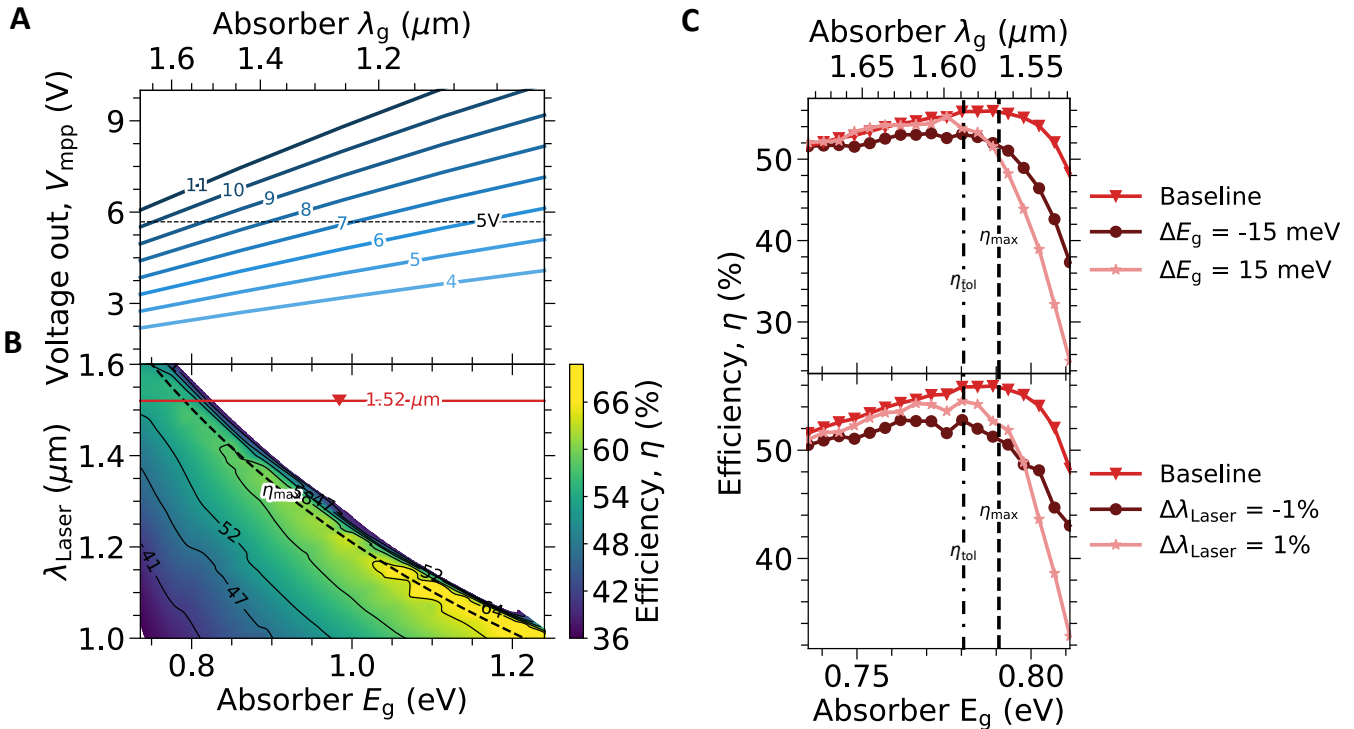 A
Absorber λg (μm)
1.6
1.4
1.2
Voltage out, Vmpp (V)
9
6
3
11
10
9
8
7
6
5
4
5V
B
λLaser (μm)
1.6
1.4
1.2
1.0
1.52 μm
ηmax
58
47
52
64
52
47
41
0.8
1.0
1.2
Absorber Eg (eV)
66
60
54
48
42
36
Efficiency, η (%)
C
Absorber λg (μm)
1.65
1.60
1.55
50
40
30
ηmax
ηtol
Baseline
ΔEg = -15 meV
ΔEg = 15 meV
Efficiency, η (%)
50
40
ηmax
ηtol
Baseline
ΔλLaser = -1%
ΔλLaser = 1%
0.75
0.80
Absorber Eg (eV)